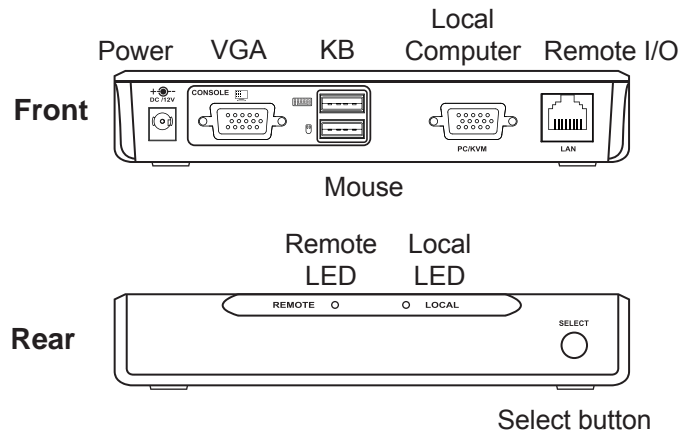 Local
Power VGA KB Computer Remote I/O
Front
DC /12V
CONSOLE
PC/KVM
LAN
Mouse
Remote Local
LED LED
Rear
REMOTE LOCAL
SELECT
Select button